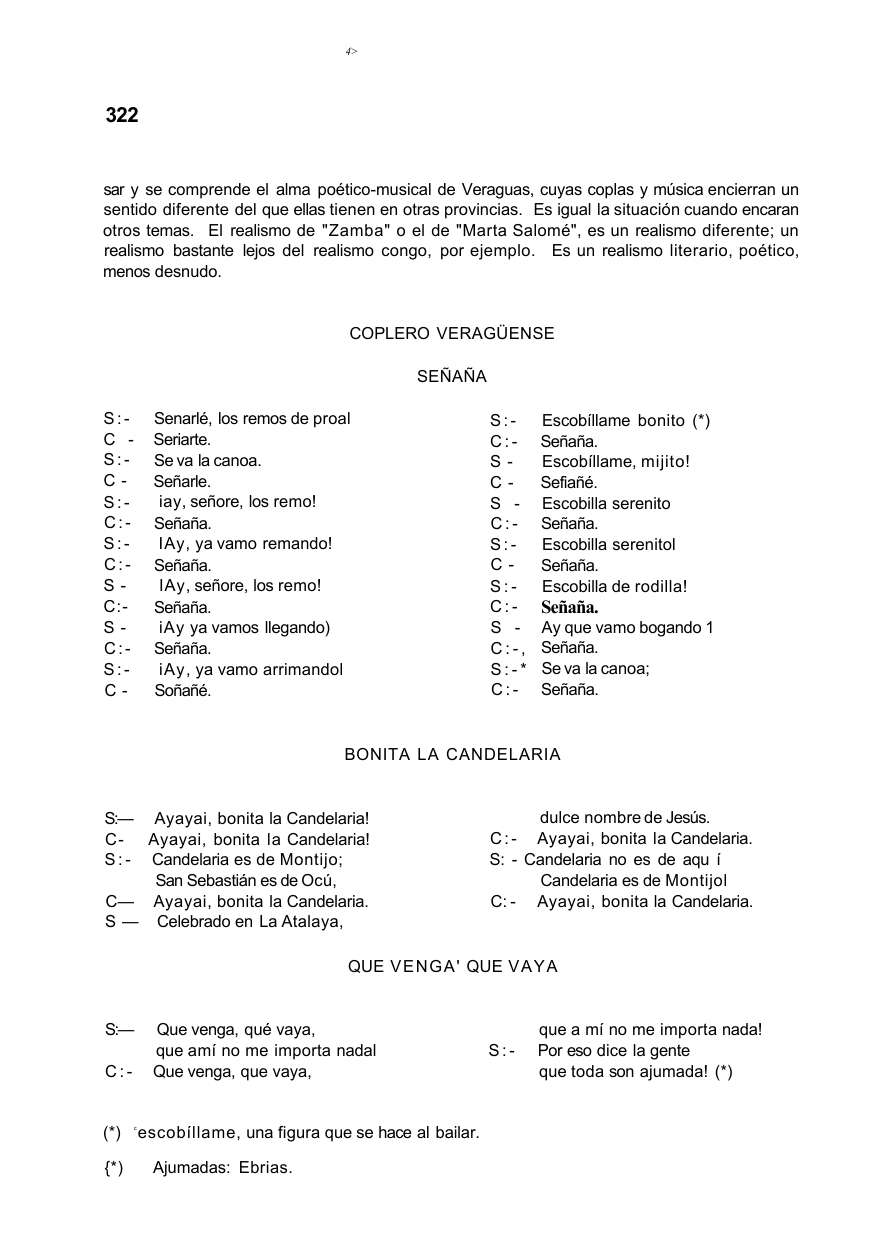 4>
322
sar y se comprende el alma poético-musical de Veraguas, cuyas coplas y música encierran un
sentido diferente del que ellas tienen en otras provincias. Es igual la situación cuando encaran
otros temas. El realismo de "Zamba" o el de "Marta Salomé", es un realismo diferente; un
realismo bastante lejos del realismo congo, por ejemplo. Es un realismo literario, poético,
menos desnudo.
COPLERO VERAGÜENSE
SEÑAÑA
S:- Senarlé, los remos de proal
C - Seriarte.
S:- Se va la canoa.
C - Señarle.
S:- iay, señore, los remo!
C:- Señaña.
S:- lAy, ya vamo remando!
C:- Señaña.
S - lAy, señore, los remo!
C:- Señaña.
S - iAy ya vamos llegando)
C:- Señaña.
S:- iAy, ya vamo arrimandol
C - Soñañé.
S:- Escobíllame bonito (*)
C:- Señaña.
S - Escobíllame, mijito!
C - Sefiañé.
S - Escobilla serenito
C:- Señaña.
S:- Escobilla serenitol
C - Señaña.
S:- Escobilla de rodilla!
C:- Señaña.
S - Ay que vamo bogando 1
C:-, Señaña.
S:-* Se va la canoa;
C:- Señaña.
BONITA LA CANDELARIA
S:— Ayayai, bonita la Candelaria!
C- Ayayai, bonita la Candelaria!
S:- Candelaria es de Montijo;
San Sebastián es de Ocú,
C— Ayayai, bonita la Candelaria.
S — Celebrado en La Atalaya,
dulce nombre de Jesús.
C:- Ayayai, bonita la Candelaria.
S: - Candelaria no es de aqu í
Candelaria es de Montijol
C:- Ayayai, bonita la Candelaria.
QUE VENGA' QUE VAYA
S:— Que venga, qué vaya,
que amí no me importa nadal
C:- Que venga, que vaya,
que a mí no me importa nada!
S:- Por eso dice la gente
que toda son ajumada! (*)
(*) ‘escobíllame, una figura que se hace al bailar.
{*) Ajumadas: Ebrias.